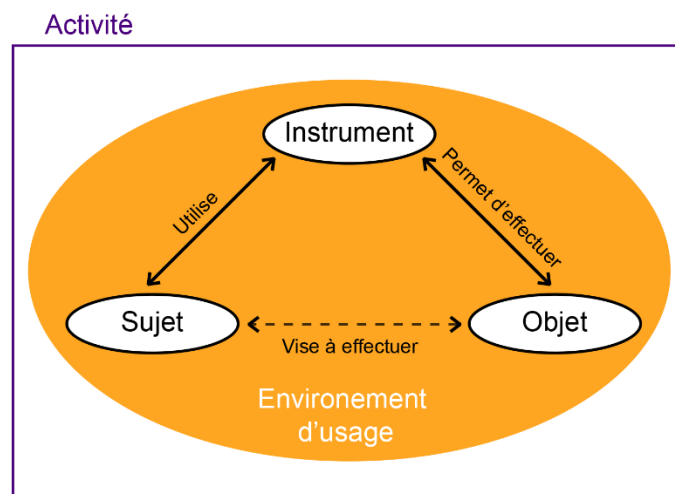 Activité
Instrument
Utilise
Permet d'effectuer
Sujet
Objet
Vise à effectuer
Environement
d'usage